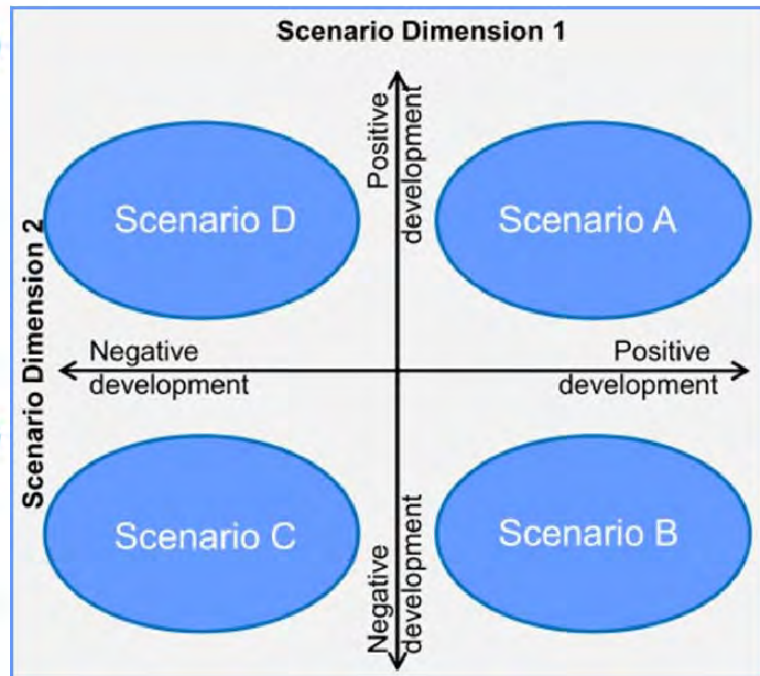 Scenario Dimension 1
Positive
development
Scenario D
Scenario A
Scenario Dimension 2
Negative
development
Positive
development
Scenario C
Scenario B
Negative
development